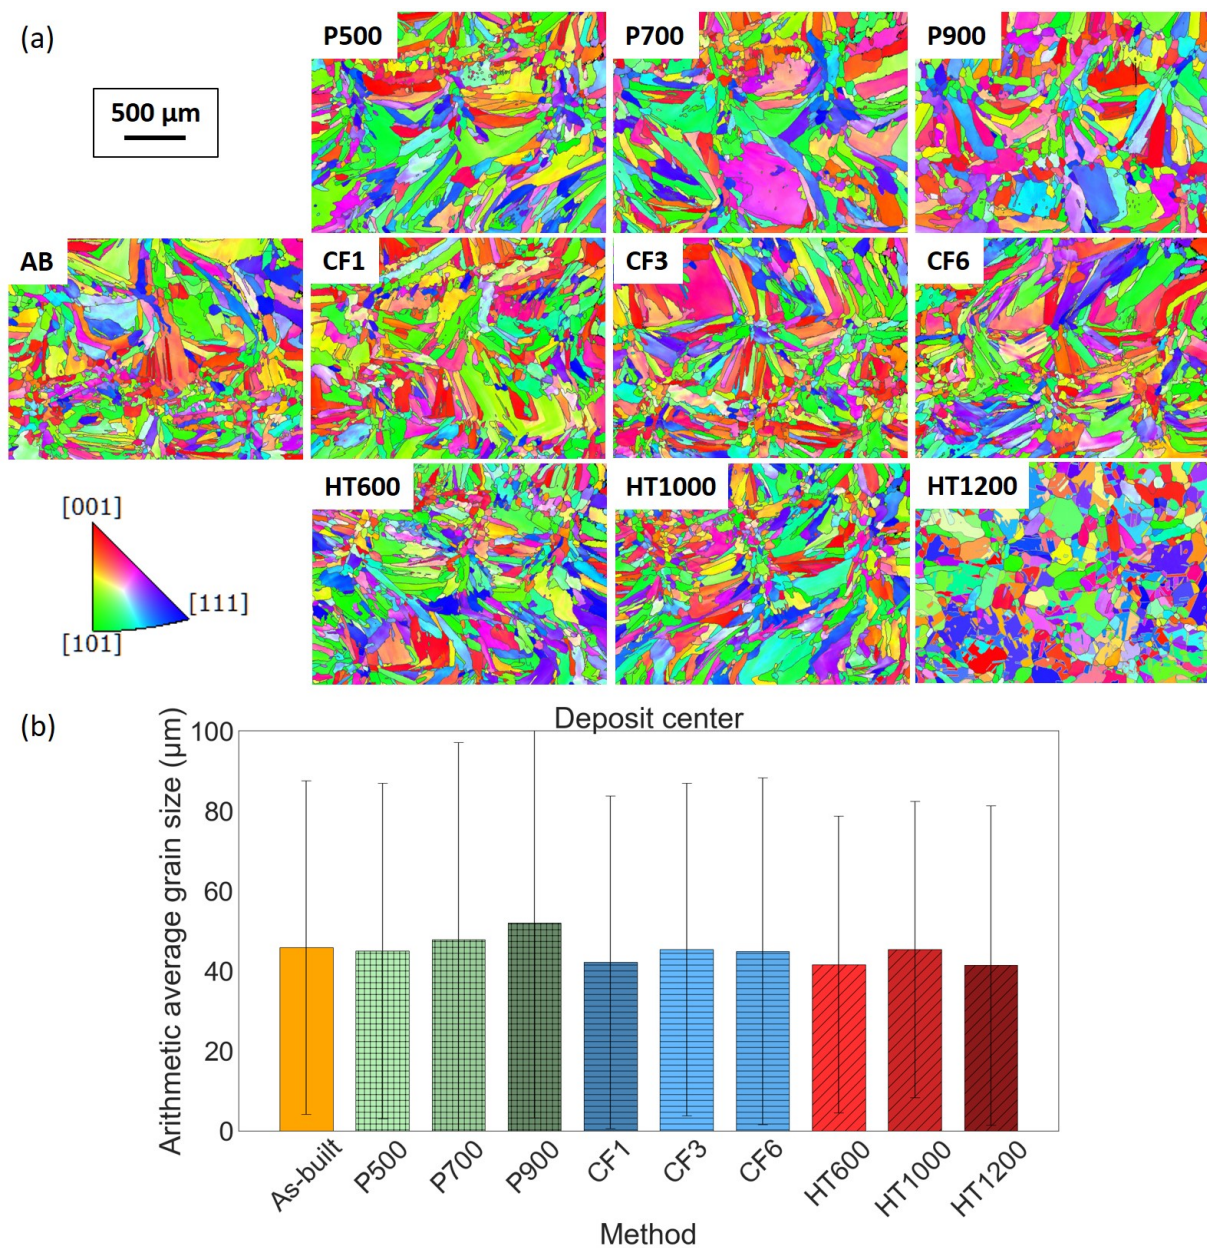 (a)
P500
P700
P900
500 µm
AB
CF1
CF3
CF6
[001]
[111]
[101]
HT600
HT1000
HT1200
(b)
Deposit center
Arithmetic average grain size (µm)
100
80
60
40
20
0
As-built
P500
P700
P900
CF1
CF3
CF6
HT600
HT1000
HT1200
Method